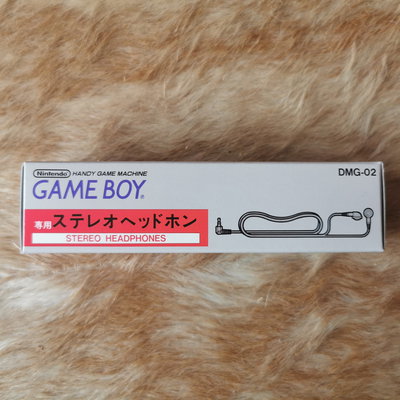 Nintendo HANDY GAME MACHINE DMG-02
GAME BOY®
専用 ステレオヘッドホン
STEREO HEADPHONES